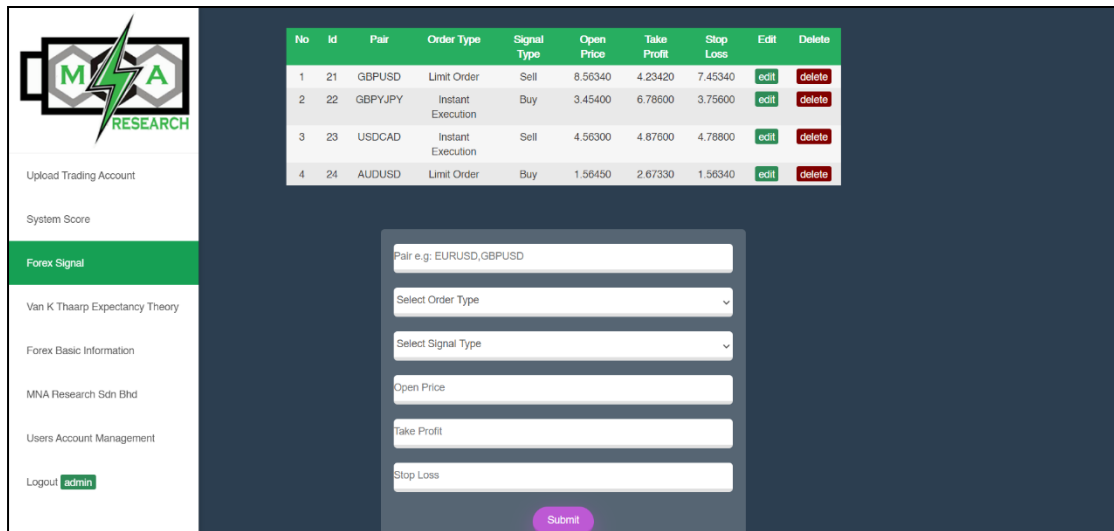 M A
RESEARCH
Upload Trading Account
System Score
Forex Signal
Van K Thaarp Expectancy Theory
Forex Basic Information
MNA Research Sdn Bhd
Users Account Management
Logout admin
No Id Pair Order Type Signal Type Open Price Take Profit Stop Loss Edit Delete
1 21 GBPUSD Limit Order Sell 8.56340 4.23420 7.45340 edit delete
2 22 GBPYJPY Instant Execution Buy 3.45400 6.78600 3.75600 edit delete
3 23 USDCAD Instant Execution Sell 4.56300 4.87600 4.78800 edit delete
4 24 AUDUSD Limit Order Buy 1.56450 2.67330 1.56340 edit delete
Pair e.g: EURUSD,GBPUSD
Select Order Type
Select Signal Type
Open Price
Take Profit
Stop Loss
Submit